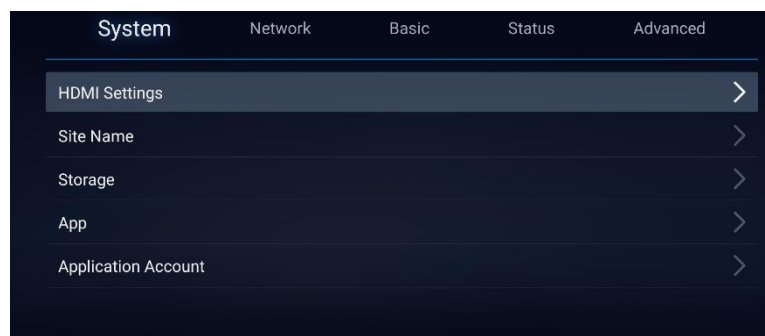 System Network Basic Status Advanced
HDMI Settings
Site Name
Storage
App
Application Account